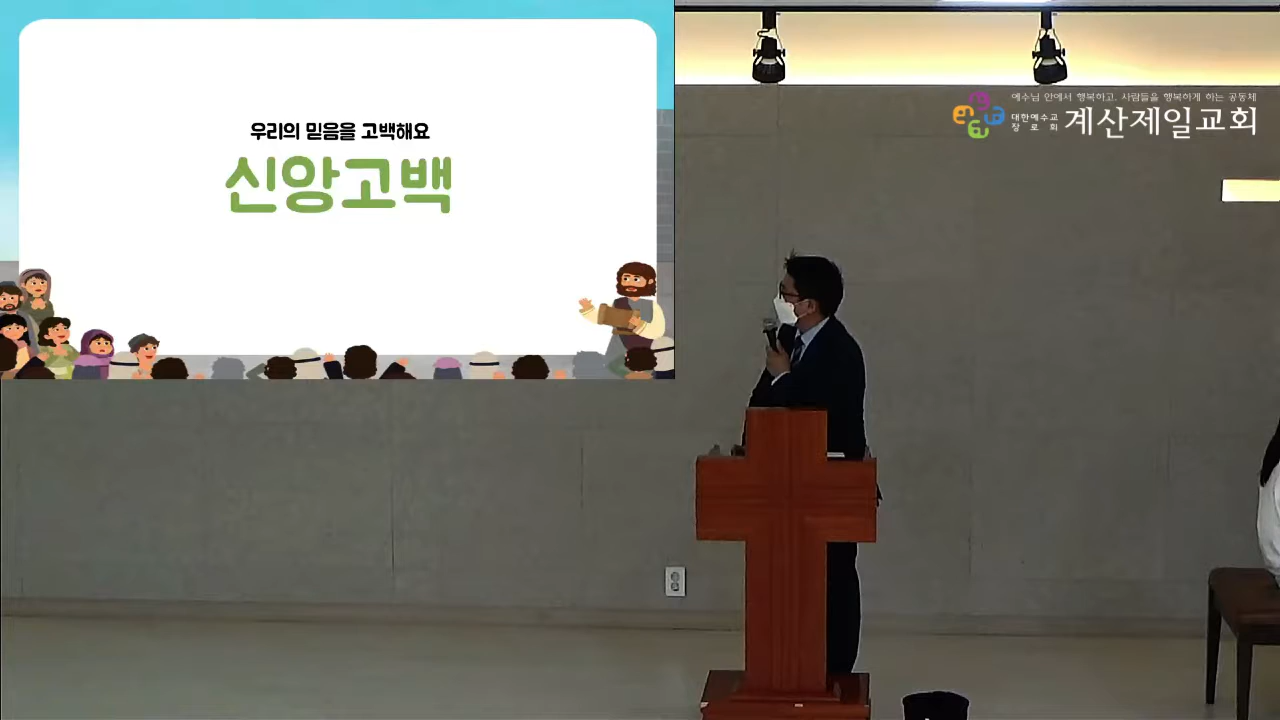 우리의 믿음을 고백해요
신앙고백
예수님 안에서 행복하고, 사람들을 행복하게 하는 공동체
대한예수교
장로회
계산제일교회